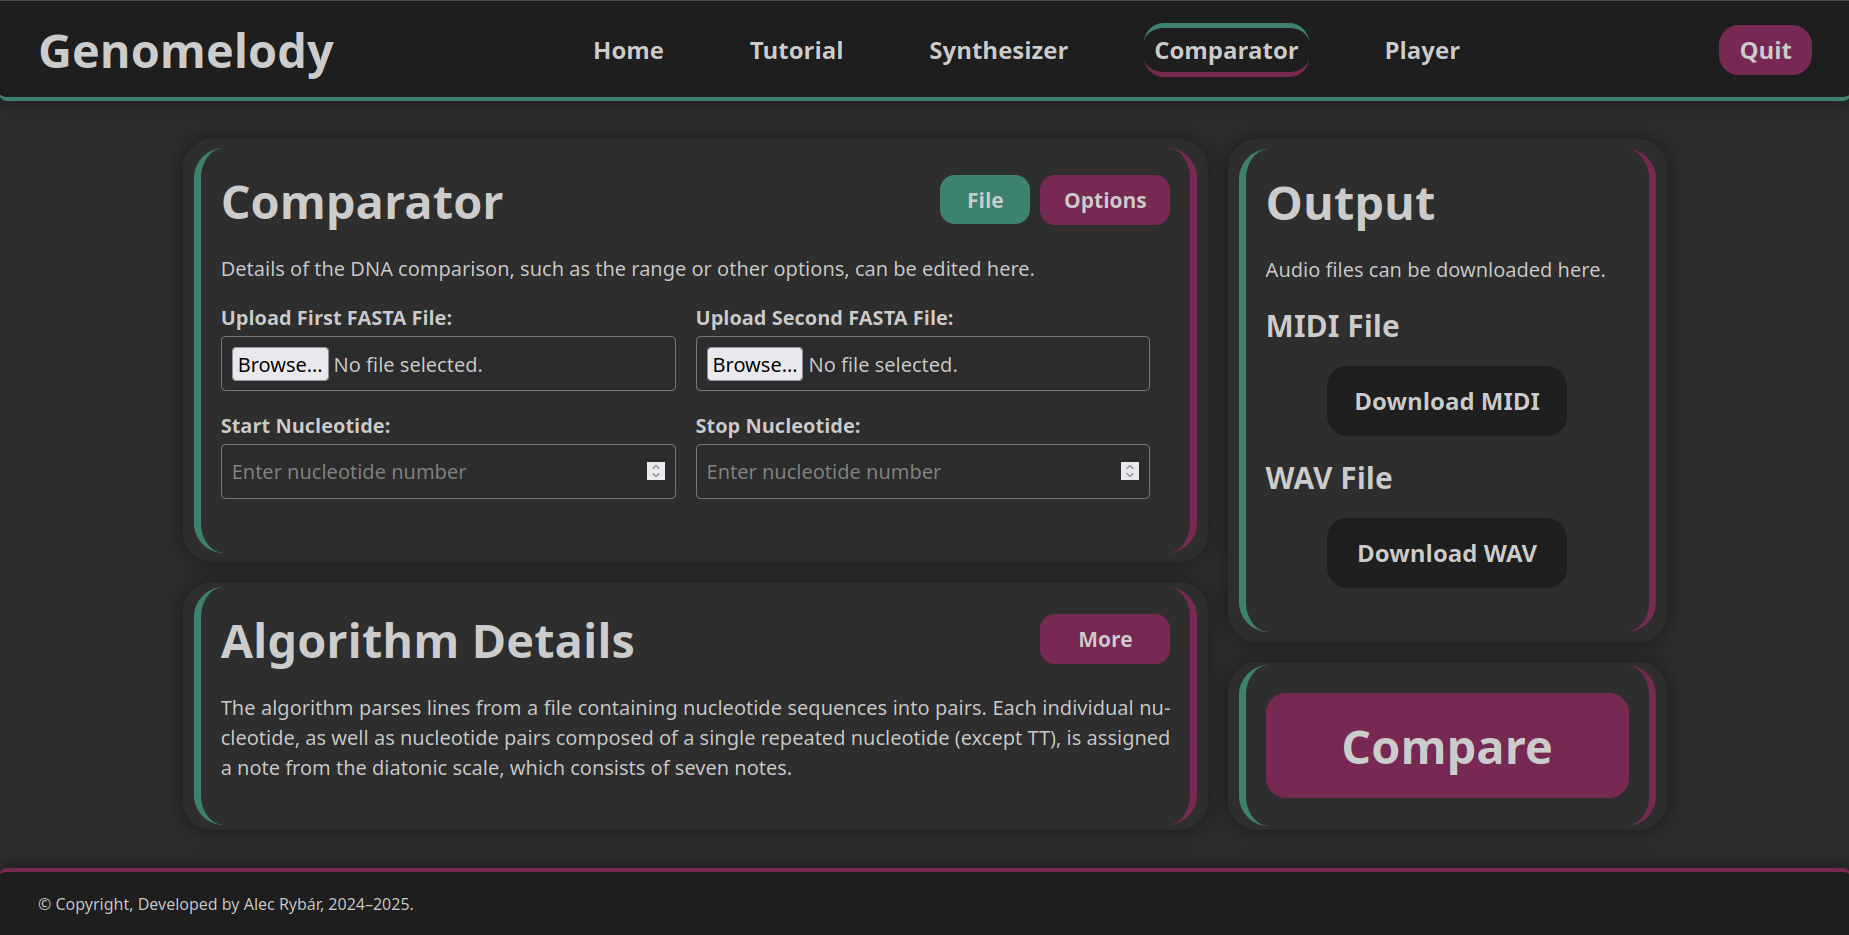 Genomelody
Home
Tutorial
Synthesizer
Comparator
Player
Quit
Comparator
File
Options
Details of the DNA comparison, such as the range or other options, can be edited here.
Upload First FASTA File:
Upload Second FASTA File:
Browse... No file selected.
Browse... No file selected.
Start Nucleotide:
Stop Nucleotide:
Enter nucleotide number
Enter nucleotide number
Algorithm Details
More
The algorithm parses lines from a file containing nucleotide sequences into pairs. Each individual nu-
cleotide, as well as nucleotide pairs composed of a single repeated nucleotide (except TT), is assigned
a note from the diatonic scale, which consists of seven notes.
Output
Audio files can be downloaded here.
MIDI File
Download MIDI
WAV File
Download WAV
Compare
© Copyright, Developed by Alec Rybár, 2024–2025.